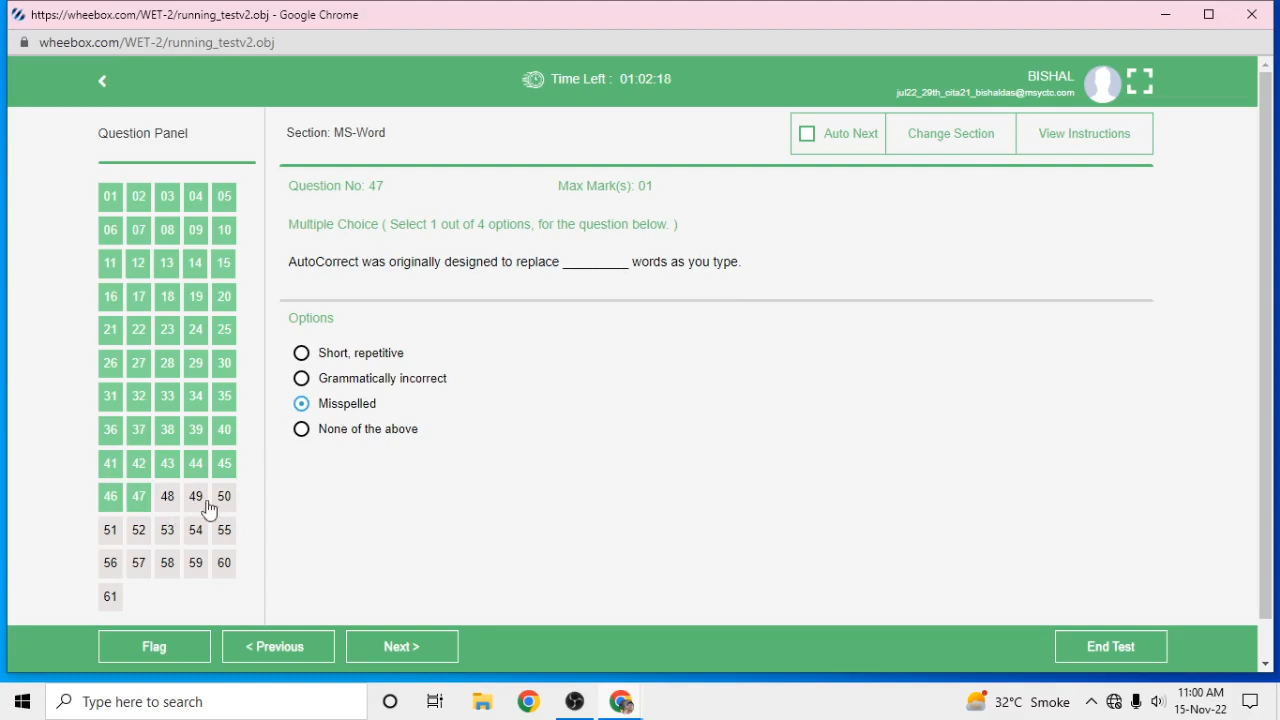 https://wheebox.com/WET-2/running_testv2.obj - Google Chrome
wheebox.com/WET-2/running_testv2.obj
Time Left : 01:02:18
BISHAL
jul22_29th_cita21_bishaldas@msyctc.com
Question Panel
Section: MS-Word
Auto Next
Change Section
View Instructions
01 02 03 04 05
06 07 08 09 10
11 12 13 14 15
16 17 18 19 20
21 22 23 24 25
26 27 28 29 30
31 32 33 34 35
36 37 38 39 40
41 42 43 44 45
46 47 48 49 50
51 52 53 54 55
56 57 58 59 60
61
Question No: 47 Max Mark(s): 01
Multiple Choice ( Select 1 out of 4 options, for the question below. )
AutoCorrect was originally designed to replace _________ words as you type.
Options
Short, repetitive
Grammatically incorrect
Misspelled
None of the above
Flag
< Previous
Next >
End Test
Type here to search
32°C Smoke
11:00 AM
15-Nov-22